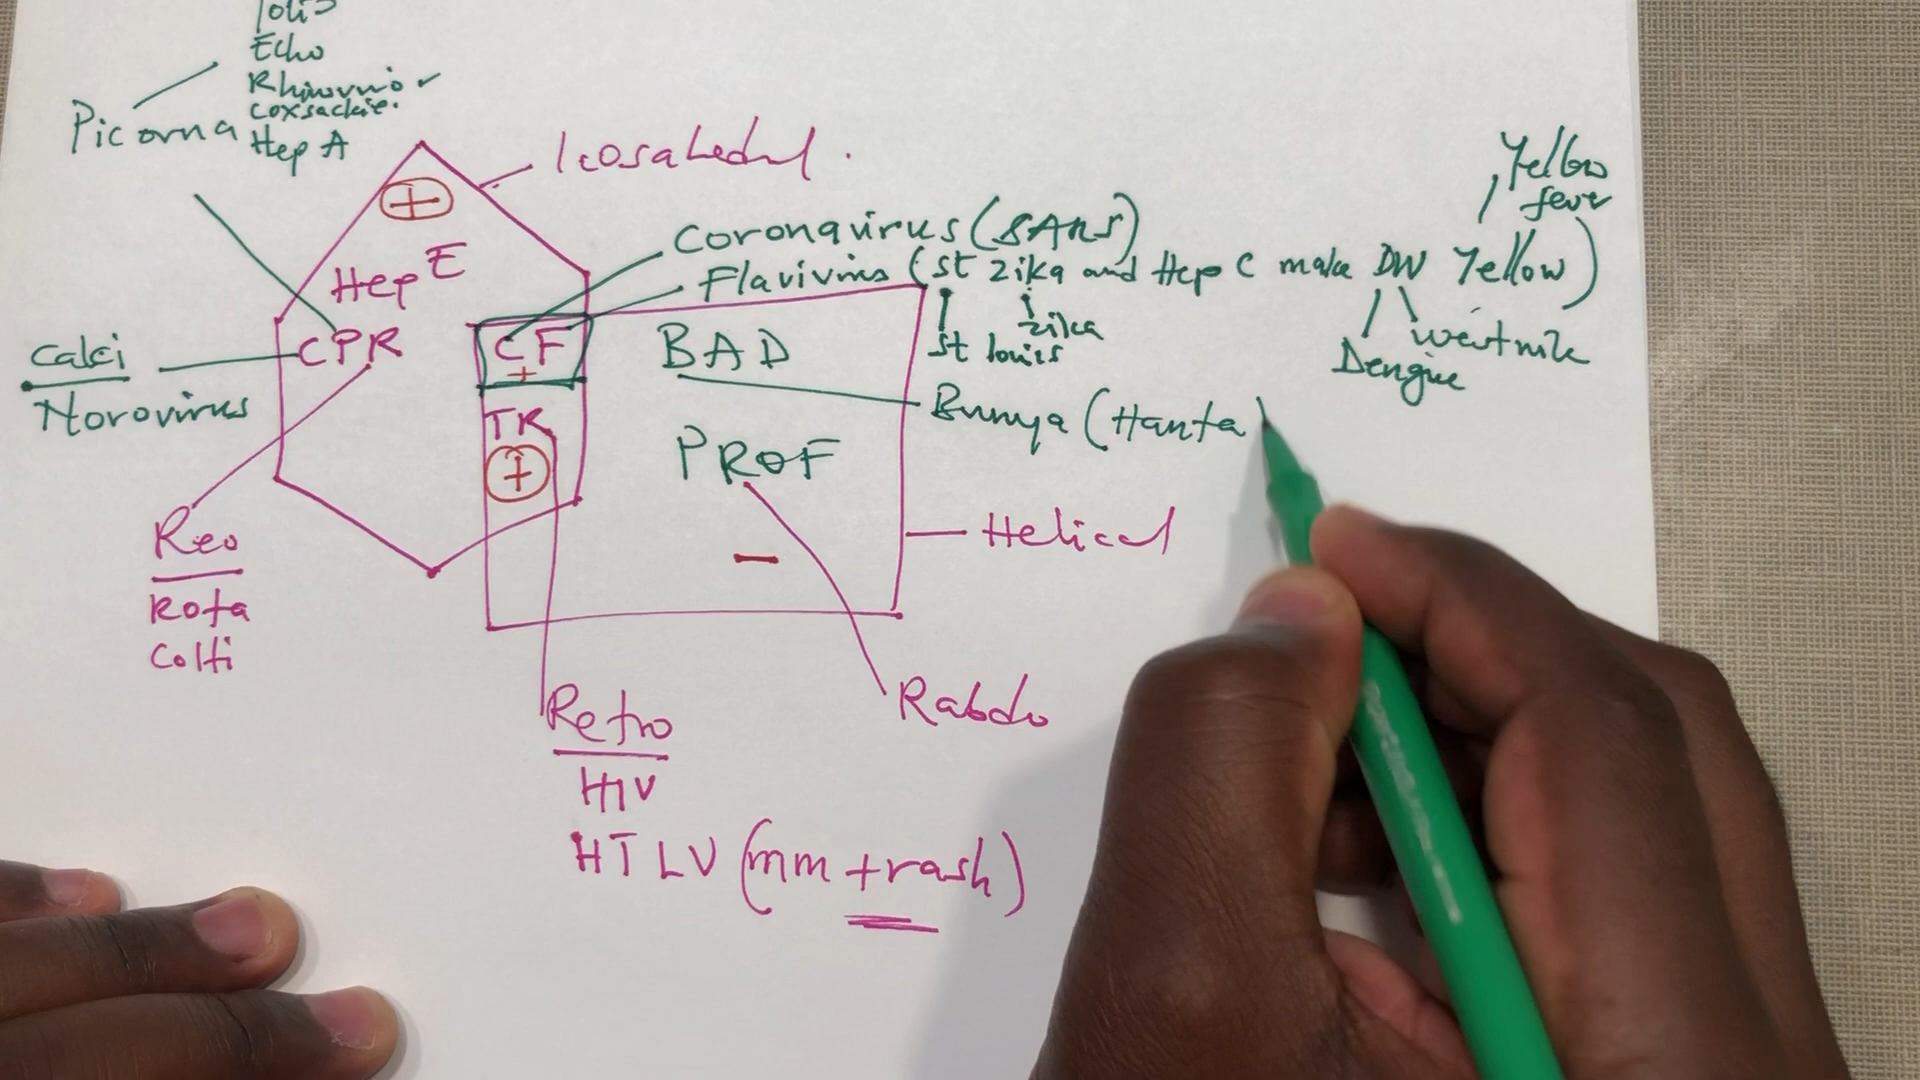 Polio
Echo
Rhinovirus
coxsackie.
Hep A
Picorna
Icosahedral.
+
Hep E
CPR
Calci
Norovirus
Reo
Rota
Colti
Coronavirus (SARS)
Flavivirus (St Zika and Hep C make DW Yellow)
Yellow
fever
St louis
Zika
Dengue
westnile
CF
+
TR
+
BAD
PROF
−
Bunya (Hanta)
Helical
Rabdo
Retro
HIV
HTLV (mm + rash)